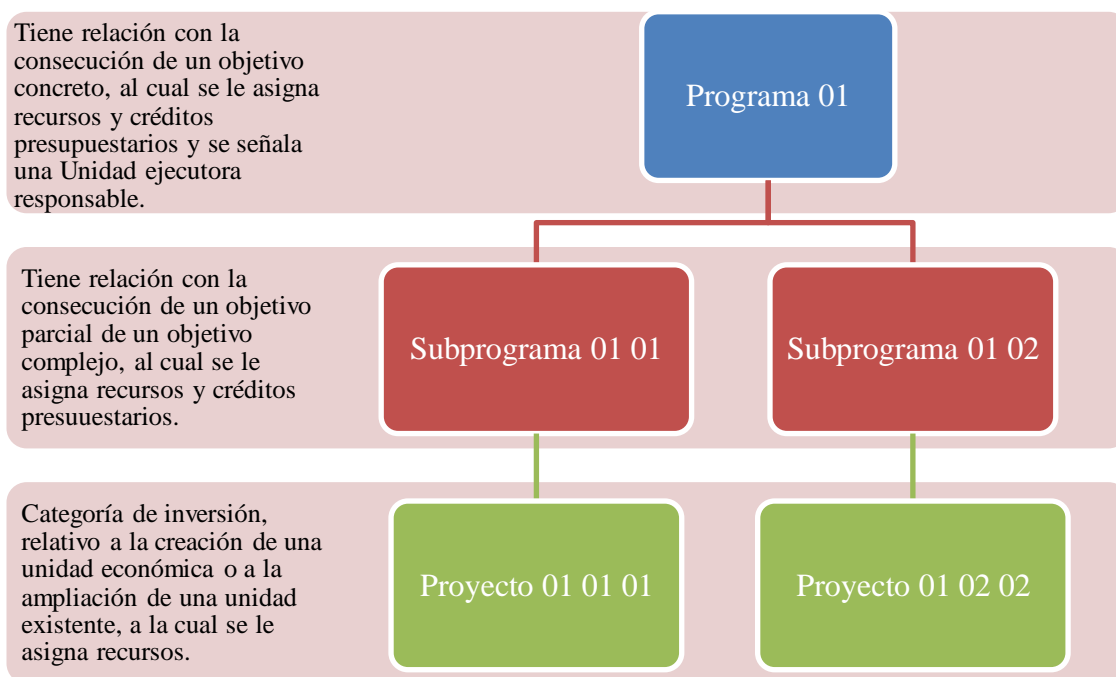 Tiene relación con la
consecución de un objetivo
concreto, al cual se le asigna
recursos y créditos
presupuestarios y se señala
una Unidad ejecutora
responsable.
Programa 01
Tiene relación con la
consecución de un objetivo
parcial de un objetivo
complejo, al cual se le
asigna recursos y créditos
presuuestarios.
Subprograma 01 01
Subprograma 01 02
Categoría de inversión,
relativo a la creación de una
unidad económica o a la
ampliación de una unidad
existente, a la cual se le
asigna recursos.
Proyecto 01 01 01
Proyecto 01 02 02